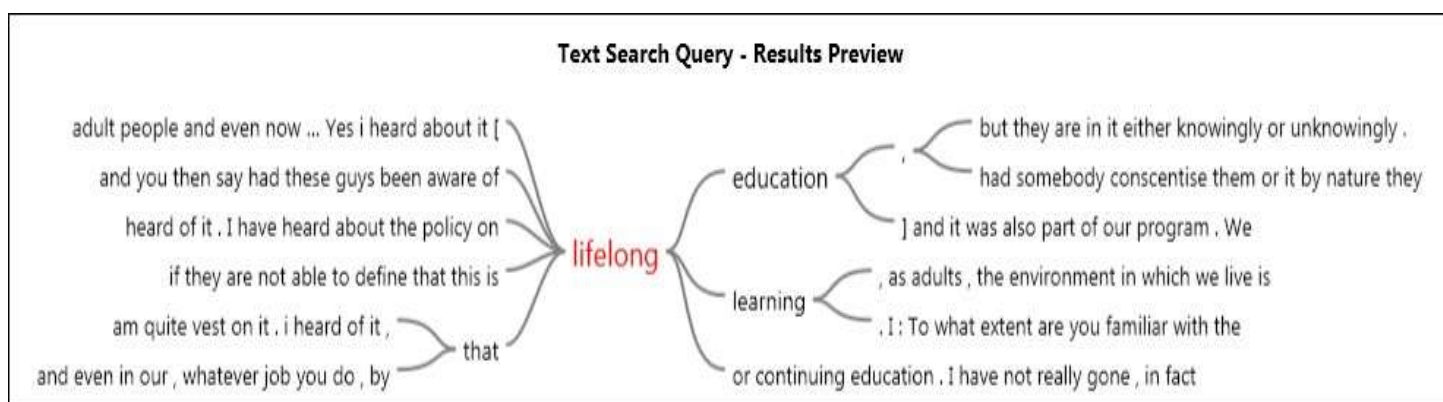 Text Search Query - Results Preview
adult people and even now ... Yes i heard about it [
and you then say had these guys been aware of
heard of it . I have heard about the policy on
if they are not able to define that this is
am quite vest on it . i heard of it ,
and even in our , whatever job you do , by
that
lifelong
education
,
but they are in it either knowingly or unknowingly .
had somebody conscentise them or it by nature they
] and it was also part of our program . We
learning
, as adults , the environment in which we live is
. I : To what extent are you familiar with the
or continuing education . I have not really gone , in fact